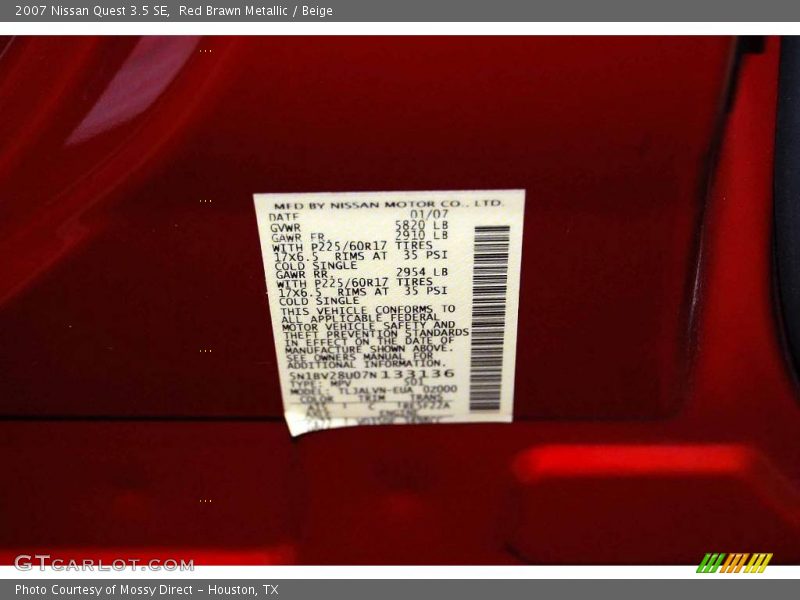 2007 Nissan Quest 3.5 SE,  Red Brawn Metallic / Beige
MFD BY NISSAN MOTOR CO., LTD.
DATE 01/07
GVWR 5820 LB
GAWR FR. 2910 LB
WITH P225/60R17 TIRES
17X6.5 RIMS AT 35 PSI
COLD SINGLE
GAWR RR. 2954 LB
WITH P225/60R17 TIRES
17X6.5 RIMS AT 35 PSI
COLD SINGLE
THIS VEHICLE CONFORMS TO
ALL APPLICABLE FEDERAL
MOTOR VEHICLE SAFETY AND
THEFT PREVENTION STANDARDS
IN EFFECT ON THE DATE OF
MANUFACTURE SHOWN ABOVE.
SEE OWNERS MANUAL FOR
ADDITIONAL INFORMATION.
5N1BV28U07N133136
TYPE: MPV S01
MODEL: TLJALVN-EUA 02000
COLOR TRIM TRANS
ENGINE
GTCARLOT.COM
Photo Courtesy of Mossy Direct - Houston, TX